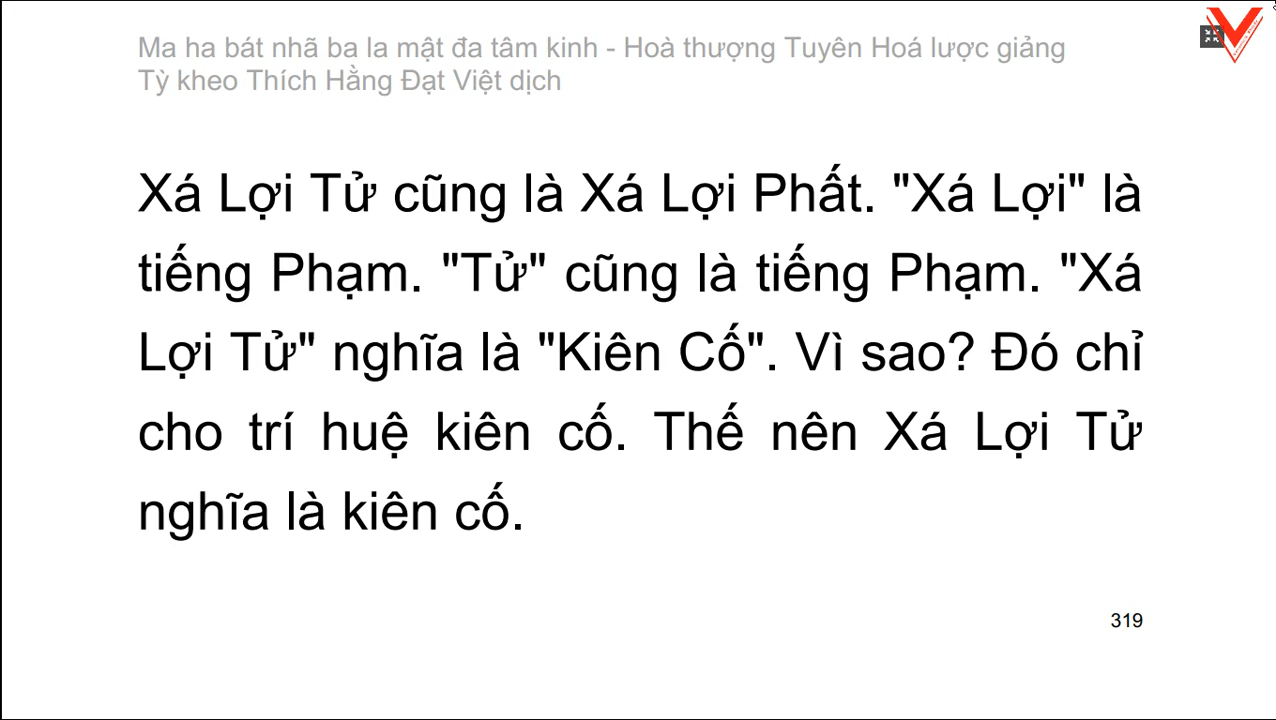 Ma ha bát nhã ba la mật đa tâm kinh - Hoà thượng Tuyên Hoá lược giảng
Tỳ kheo Thích Hằng Đạt Việt dịch
Xá Lợi Tử cũng là Xá Lợi Phất. "Xá Lợi" là
tiếng Phạm. "Tử" cũng là tiếng Phạm. "Xá
Lợi Tử" nghĩa là "Kiên Cố". Vì sao? Đó chỉ
cho trí huệ kiên cố. Thế nên Xá Lợi Tử
nghĩa là kiên cố.
319